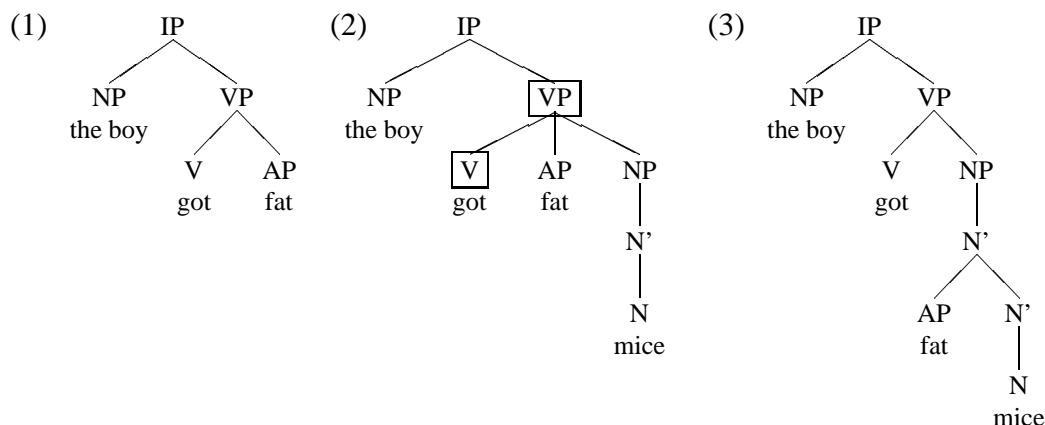 (1) IP (2) IP (3) IP
NP VP NP VP NP VP
the boy the boy the boy
V AP V AP NP V NP
got fat got fat got
N’ N’
N AP N’
mice fat
N
mice